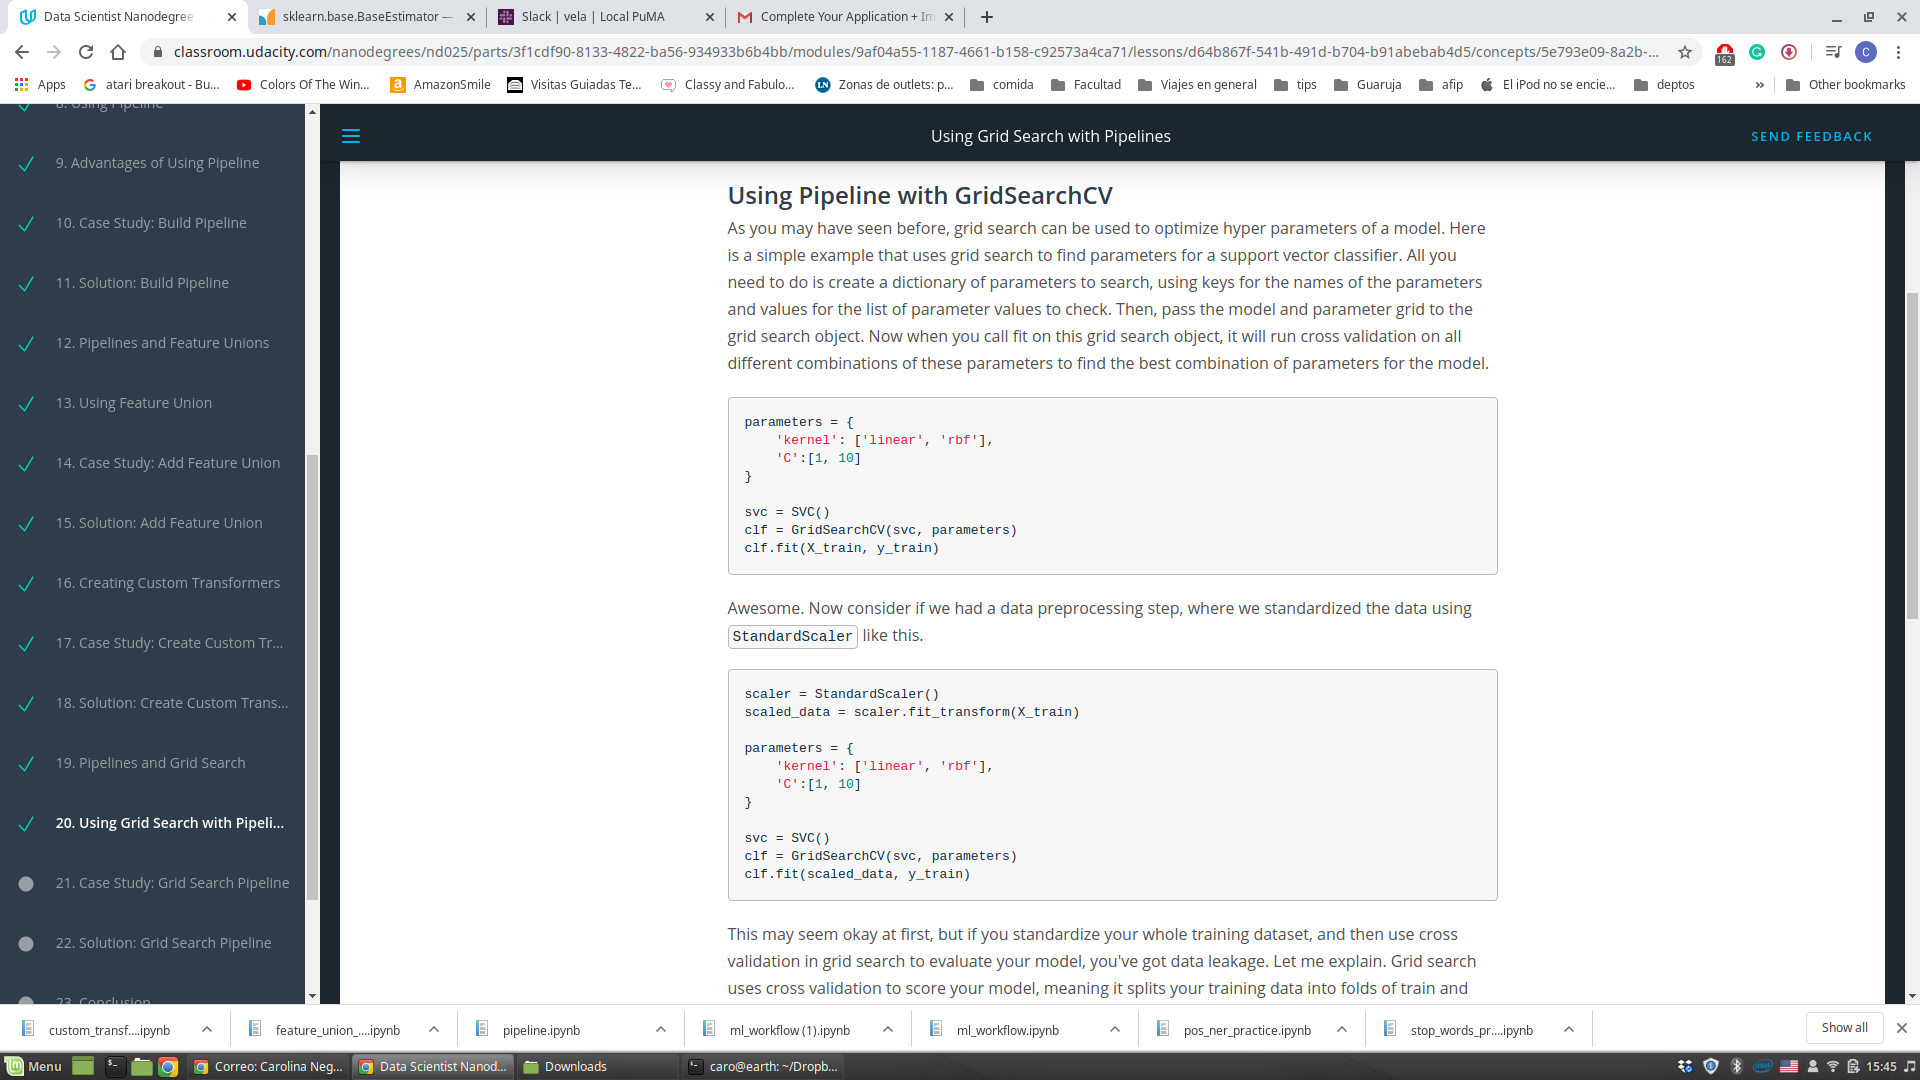 Data Scientist Nanodegree
sklearn.base.BaseEstimator —
Slack | vela | Local PuMA
Complete Your Application + Im
classroom.udacity.com/nanodegrees/nd025/parts/3f1cdf90-8133-4822-ba56-934933b6b4bb/modules/9af04a55-1187-4661-b158-c92573a4ca71/lessons/d64b867f-541b-491d-b704-b91abebab4d5/concepts/5e793e09-8a2b-...
162
C
Apps
atari breakout - Bu...
Colors Of The Win...
AmazonSmile
Visitas Guiadas Te...
Classy and Fabulo...
Zonas de outlets: p...
comida
Facultad
Viajes en general
tips
Guaruja
afip
El iPod no se encie...
deptos
»
Other bookmarks
8. Using Pipeline
9. Advantages of Using Pipeline
10. Case Study: Build Pipeline
11. Solution: Build Pipeline
12. Pipelines and Feature Unions
13. Using Feature Union
14. Case Study: Add Feature Union
15. Solution: Add Feature Union
16. Creating Custom Transformers
17. Case Study: Create Custom Tr...
18. Solution: Create Custom Trans...
19. Pipelines and Grid Search
20. Using Grid Search with Pipeli...
21. Case Study: Grid Search Pipeline
22. Solution: Grid Search Pipeline
23. Conclusion
Using Grid Search with Pipelines
SEND FEEDBACK
Using Pipeline with GridSearchCV
As you may have seen before, grid search can be used to optimize hyper parameters of a model. Here
is a simple example that uses grid search to find parameters for a support vector classifier. All you
need to do is create a dictionary of parameters to search, using keys for the names of the parameters
and values for the list of parameter values to check. Then, pass the model and parameter grid to the
grid search object. Now when you call fit on this grid search object, it will run cross validation on all
different combinations of these parameters to find the best combination of parameters for the model.
parameters = {
    'kernel': ['linear', 'rbf'],
    'C':[1, 10]
}
svc = SVC()
clf = GridSearchCV(svc, parameters)
clf.fit(X_train, y_train)
Awesome. Now consider if we had a data preprocessing step, where we standardized the data using
StandardScaler like this.
scaler = StandardScaler()
scaled_data = scaler.fit_transform(X_train)
parameters = {
    'kernel': ['linear', 'rbf'],
    'C':[1, 10]
}
svc = SVC()
clf = GridSearchCV(svc, parameters)
clf.fit(scaled_data, y_train)
This may seem okay at first, but if you standardize your whole training dataset, and then use cross
validation in grid search to evaluate your model, you've got data leakage. Let me explain. Grid search
uses cross validation to score your model, meaning it splits your training data into folds of train and
custom_transf....ipynb
feature_union_....ipynb
pipeline.ipynb
ml_workflow (1).ipynb
ml_workflow.ipynb
pos_ner_practice.ipynb
stop_words_pr....ipynb
Show all
Menu
Correo: Carolina Neg...
Data Scientist Nanod...
Downloads
caro@earth: ~/Dropb...
15:45